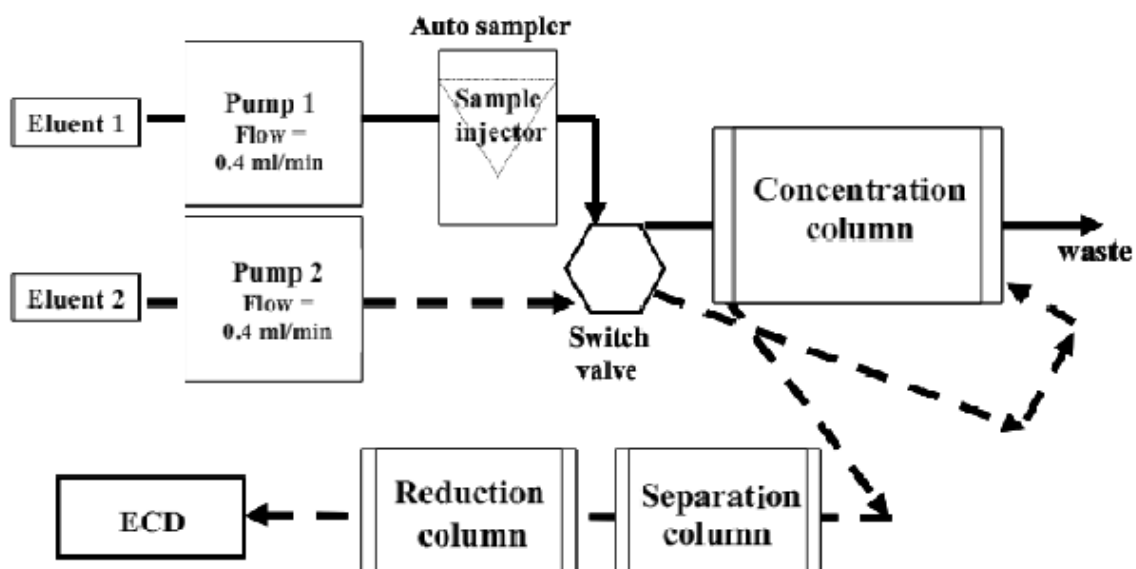 Auto sampler
Eluent 1
Pump 1
Flow =
0.4 ml/min
Sample
injector
Concentration
column
waste
Eluent 2
Pump 2
Flow =
0.4 ml/min
Switch
valve
ECD
Reduction
column
Separation
column